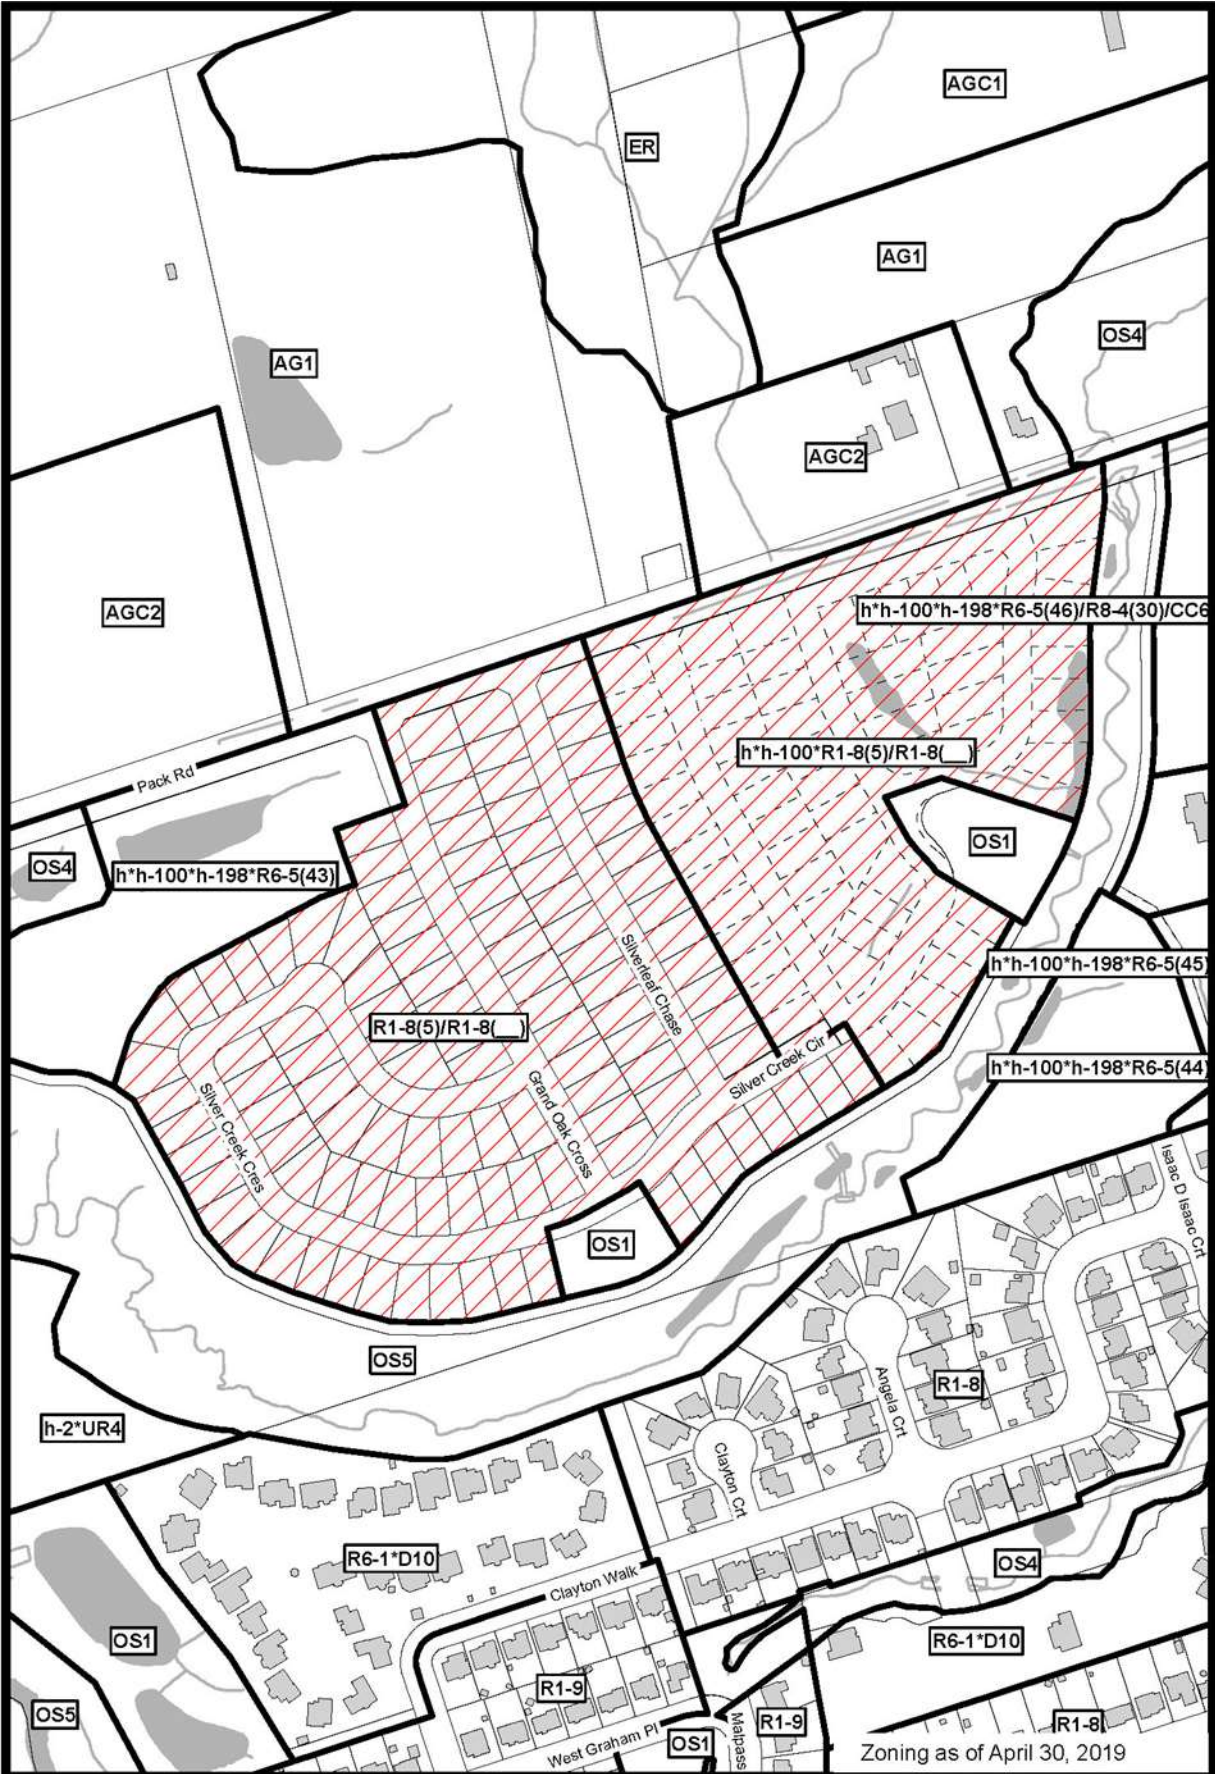 AGC1
ER
AG1
OS4
AG1
AGC2
AGC2
h*h-100*h-198*R6-5(46)/R8-4(30)/CC6
h*h-100*R1-8(5)/R1-8(__)
Pack Rd
OS1
OS4
h*h-100*h-198*R6-5(43)
Silverleaf Chase
h*h-100*h-198*R6-5(45)
R1-8(5)/R1-8(__)
Silver Creek Cir
h*h-100*h-198*R6-5(44)
Grand Oak Cross
Silver Creek Cres
Isaac D Isaac Crt
OS1
OS5
R1-8
Angela Crt
h-2*UR4
Clayton Crt
R6-1*D10
OS4
Clayton Walk
OS1
R6-1*D10
R1-9
OS5
R1-9
R1-8
West Graham Pl
OS1
Malpass
Zoning as of April 30, 2019